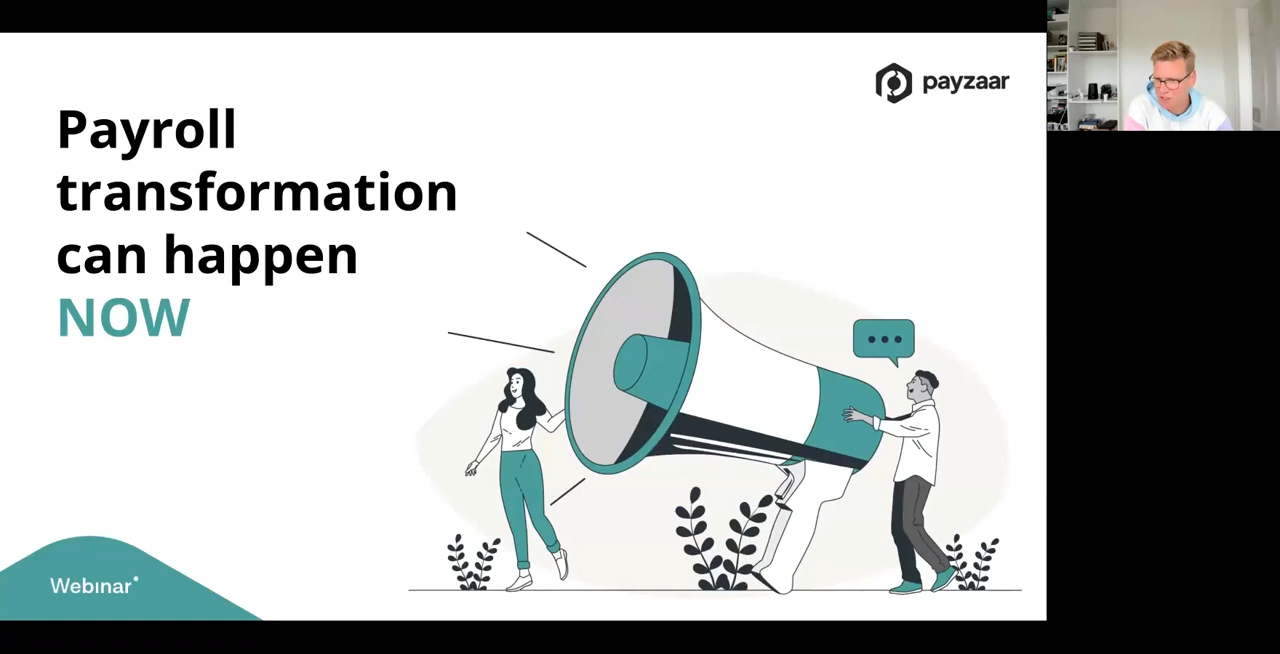 payzaar
Payroll
transformation
can happen
NOW
Webinar